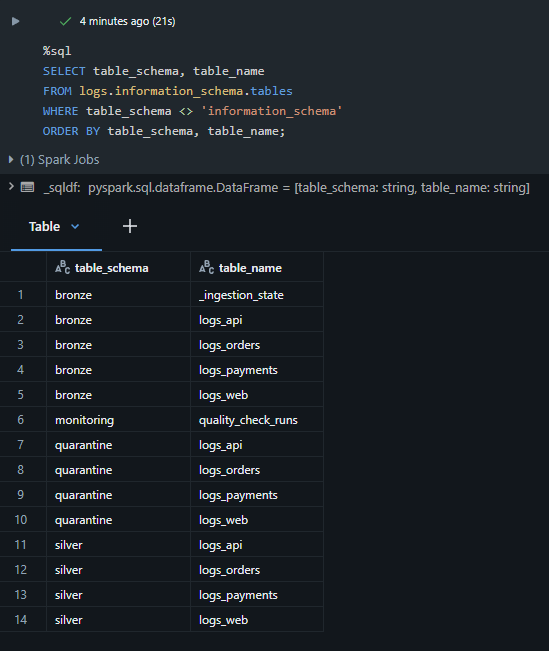 4 minutes ago (21s)
%sql
SELECT table_schema, table_name
FROM logs.information_schema.tables
WHERE table_schema <> 'information_schema'
ORDER BY table_schema, table_name;
(1) Spark Jobs
_sqldf: pyspark.sql.dataframe.DataFrame = [table_schema: string, table_name: string]
Table +
ABC table_schema ABC table_name
1 bronze _ingestion_state
2 bronze logs_api
3 bronze logs_orders
4 bronze logs_payments
5 bronze logs_web
6 monitoring quality_check_runs
7 quarantine logs_api
8 quarantine logs_orders
9 quarantine logs_payments
10 quarantine logs_web
11 silver logs_api
12 silver logs_orders
13 silver logs_payments
14 silver logs_web